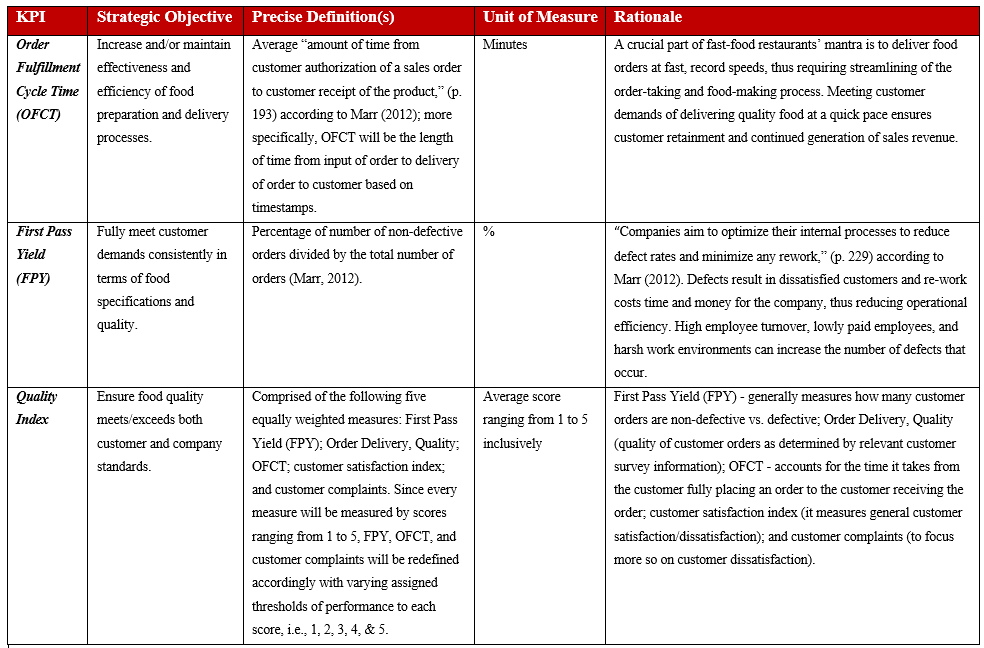 KPI
Strategic Objective
Precise Definition(s)
Unit of Measure
Rationale
Order
Fulfillment
Cycle Time
(OFCT)
Increase and/or maintain
effectiveness and
efficiency of food
preparation and delivery
processes.
Average “amount of time from
customer authorization of a sales order
to customer receipt of the product,” (p.
193) according to Marr (2012); more
specifically, OFCT will be the length
of time from input of order to delivery
of order to customer based on
timestamps.
Minutes
A crucial part of fast-food restaurants’ mantra is to deliver food
orders at fast, record speeds, thus requiring streamlining of the
order-taking and food-making process. Meeting customer
demands of delivering quality food at a quick pace ensures
customer retainment and continued generation of sales revenue.
First Pass
Yield
(FPY)
Fully meet customer
demands consistently in
terms of food
specifications and
quality.
Percentage of number of non-defective
orders divided by the total number of
orders (Marr, 2012).
%
“Companies aim to optimize their internal processes to reduce
defect rates and minimize any rework,” (p. 229) according to
Marr (2012). Defects result in dissatisfied customers and re-work
costs time and money for the company, thus reducing operational
efficiency. High employee turnover, lowly paid employees, and
harsh work environments can increase the number of defects that
occur.
Quality
Index
Ensure food quality
meets/exceeds both
customer and company
standards.
Comprised of the following five
equally weighted measures: First Pass
Yield (FPY); Order Delivery, Quality;
OFCT; customer satisfaction index;
and customer complaints. Since every
measure will be measured by scores
ranging from 1 to 5, FPY, OFCT, and
customer complaints will be redefined
accordingly with varying assigned
thresholds of performance to each
score, i.e., 1, 2, 3, 4, & 5.
Average score
ranging from 1 to 5
inclusively
First Pass Yield (FPY) - generally measures how many customer
orders are non-defective vs. defective; Order Delivery, Quality
(quality of customer orders as determined by relevant customer
survey information); OFCT - accounts for the time it takes from
the customer fully placing an order to the customer receiving the
order; customer satisfaction index (it measures general customer
satisfaction/dissatisfaction); and customer complaints (to focus
more so on customer dissatisfaction).